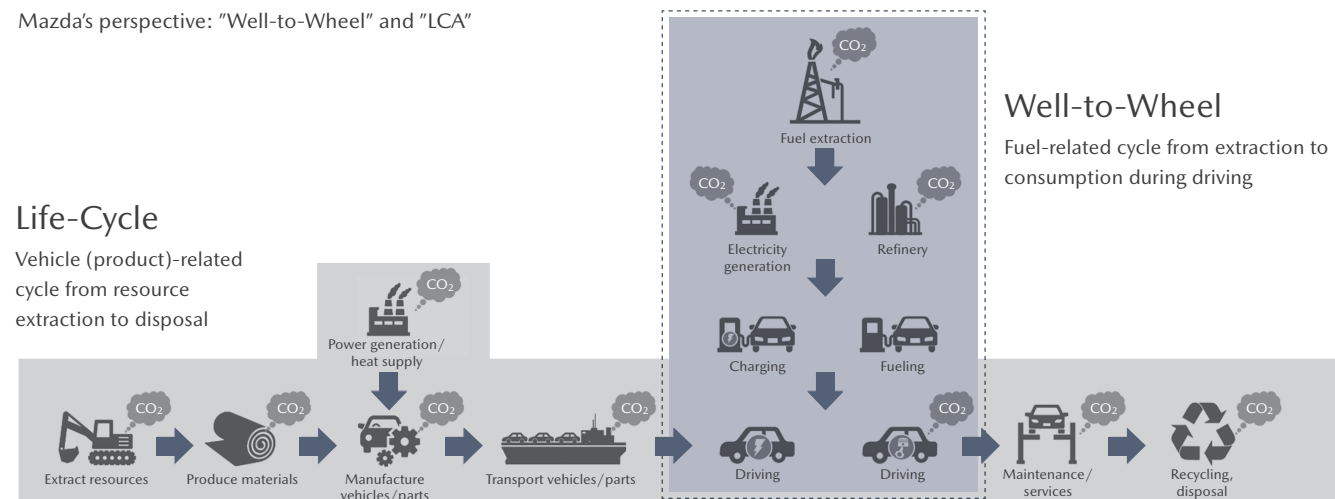 Mazda's perspective: "Well-to-Wheel" and "LCA"
CO2
Fuel extraction
Well-to-Wheel
Fuel-related cycle from extraction to
consumption during driving
CO2
CO2
Electricity
generation
Refinery
Life-Cycle
Vehicle (product)-related
cycle from resource
extraction to disposal
CO2
Power generation/
heat supply
Charging
Fueling
CO2
CO2
CO2
CO2
CO2
CO2
CO2
Extract resources
Produce materials
Manufacture
vehicles/parts
Transport vehicles/parts
Driving
Driving
Maintenance/
services
Recycling,
disposal